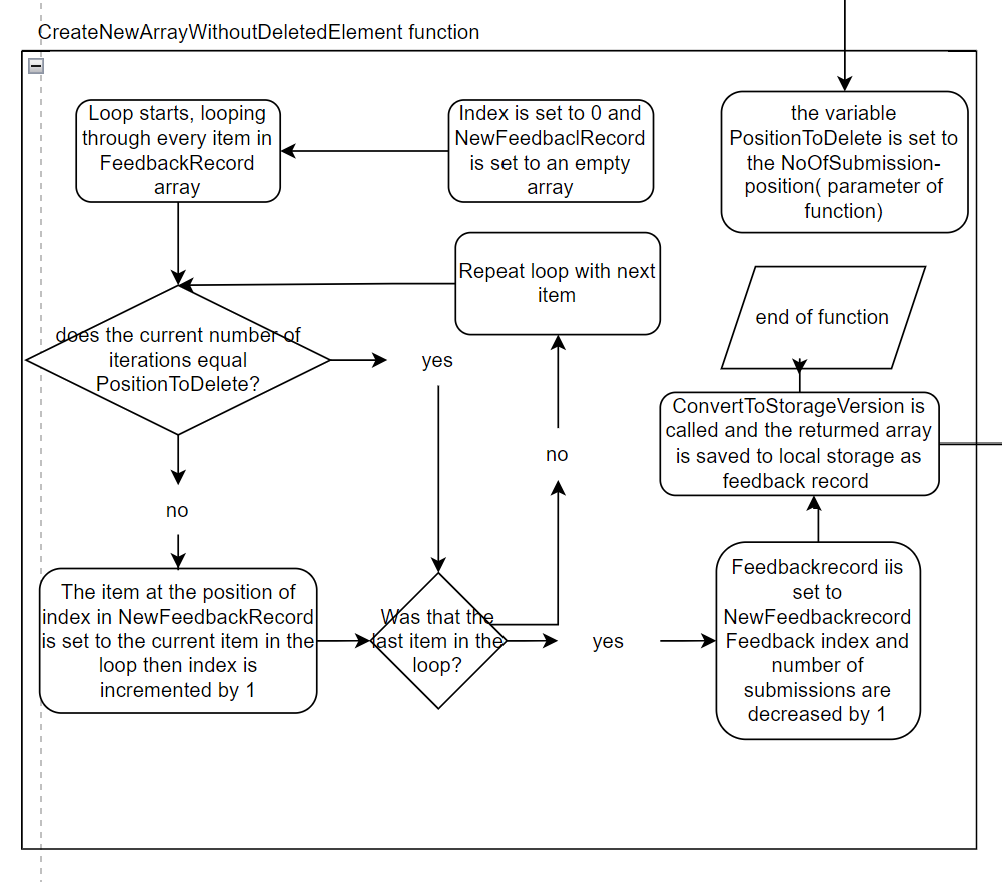 CreateNewArrayWithoutDeletedElement function
Loop starts, looping
through every item in
FeedbackRecord
array
Index is set to 0 and
NewFeedbaclRecord
is set to an empty
array
the variable
PositionToDelete is set to
the NoOfSubmission-
position( parameter of
function)
Repeat loop with next
item
end of function
does the current number of
iterations equal
PositionToDelete?
yes
ConvertToStorageVersion is
called and the returmed array
is saved to local storage as
feedback record
no
no
The item at the position of
index in NewFeedbackRecord
is set to the current item in the
loop then index is
incremented by 1
Was that the
last item in the
loop?
yes
Feedbackrecord iis
set to
NewFeedbackrecord
Feedback index and
number of
submissions are
decreased by 1